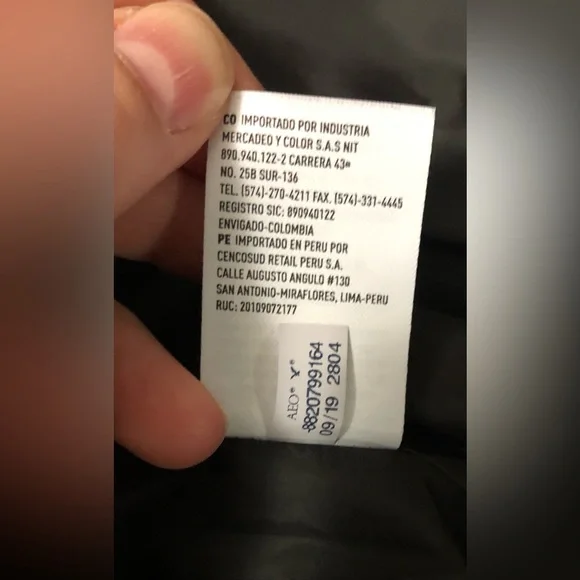 CO IMPORTADO POR INDUSTRIA
MERCADEO Y COLOR S.A.S NIT
890.940.122-2 CARRERA 43ª
NO. 25B SUR-136
TEL. (574)-270-4211 FAX. (574)-331-4445
REGISTRO SIC: 890940122
ENVIGADO-COLOMBIA
PE IMPORTADO EN PERU POR
CENCOSUD RETAIL PERU S.A.
CALLE AUGUSTO ANGULO #130
SAN ANTONIO-MIRAFLORES, LIMA-PERU
RUC: 20109072177
AEO®
8820799164
09/19 2804